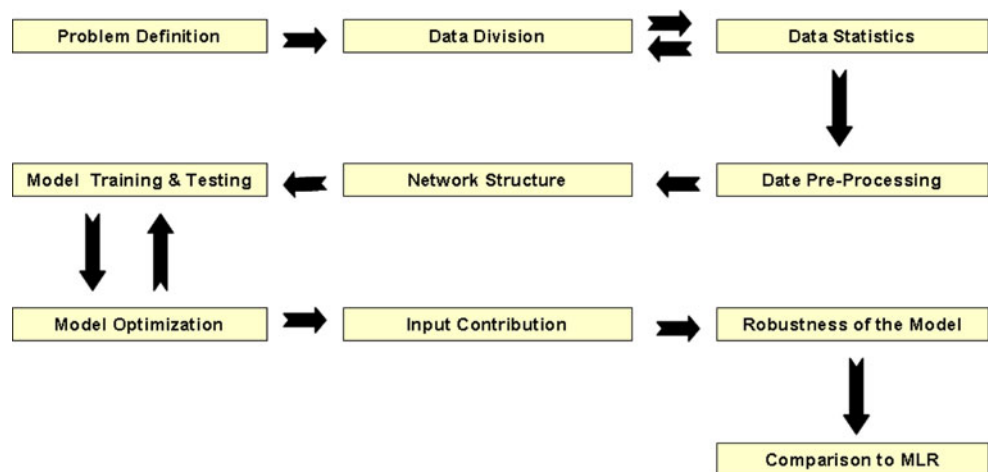 Problem Definition
Data Division
Data Statistics
Model Training & Testing
Network Structure
Date Pre-Processing
Model Optimization
Input Contribution
Robustness of the Model
Comparison to MLR